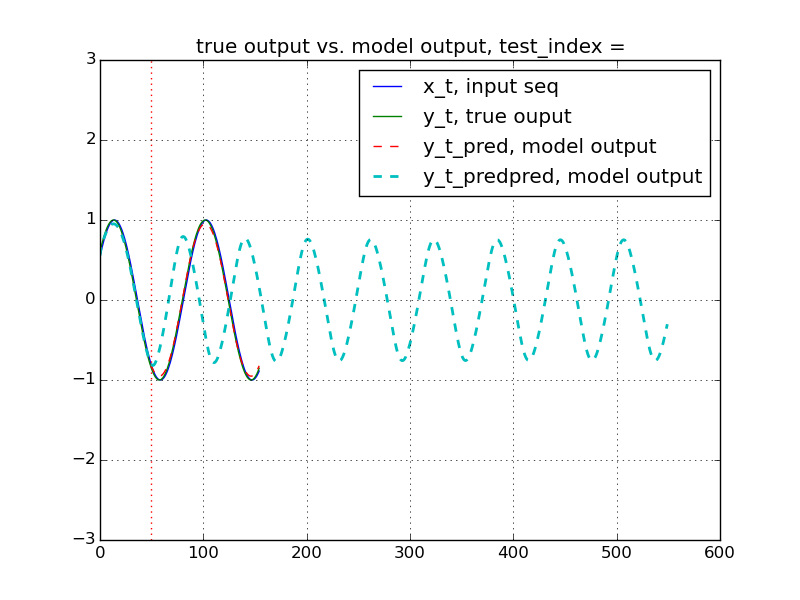 true output vs. model output, test_index =
x_t, input seq
y_t, true ouput
y_t_pred, model output
y_t_predpred, model output
3
2
1
0
−1
−2
−3
0 100 200 300 400 500 600